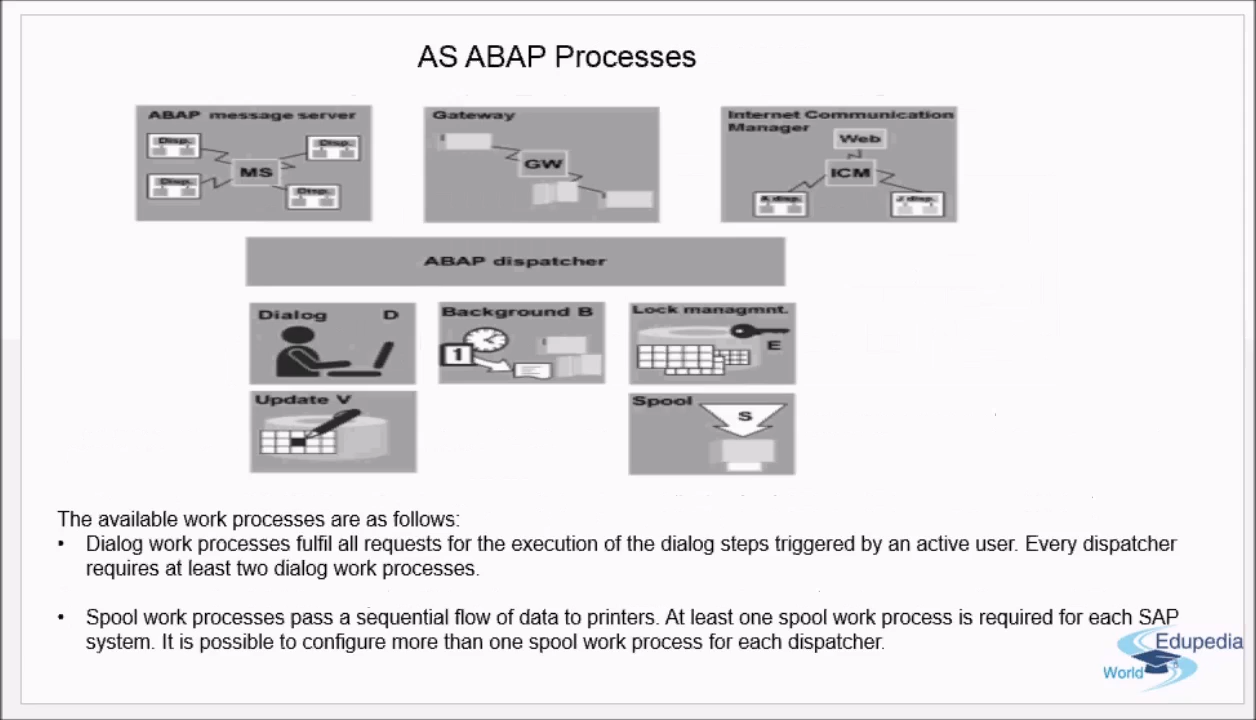 AS ABAP Processes
ABAP message server
Disp.
Disp.
MS
Disp.
Disp.
Gateway
GW
Internet Communication
Manager
Web
ICM
A disp.
J disp.
ABAP dispatcher
Dialog D
Background B
1
Lock managmnt.
E
Update V
Spool
S
The available work processes are as follows:
• Dialog work processes fulfil all requests for the execution of the dialog steps triggered by an active user. Every dispatcher
requires at least two dialog work processes.
• Spool work processes pass a sequential flow of data to printers. At least one spool work process is required for each SAP
system. It is possible to configure more than one spool work process for each dispatcher.
Edupedia
World